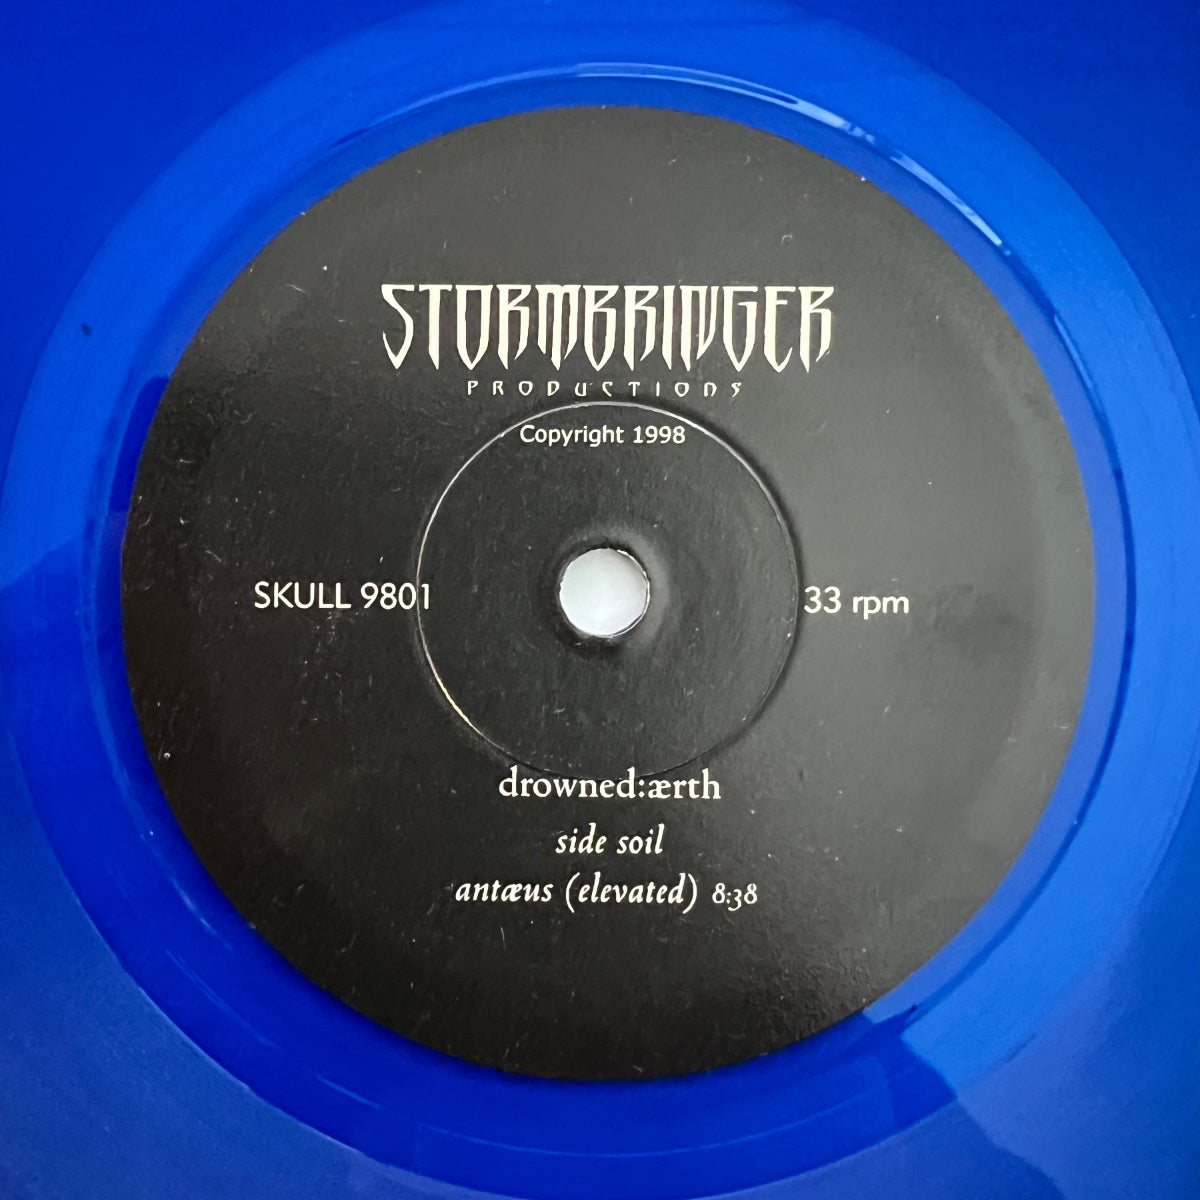 STORMBRINGER
PRODUCTIONS
Copyright 1998
SKULL 9801
33 rpm
drowned:ærth
side soil
antæus (elevated) 8:38